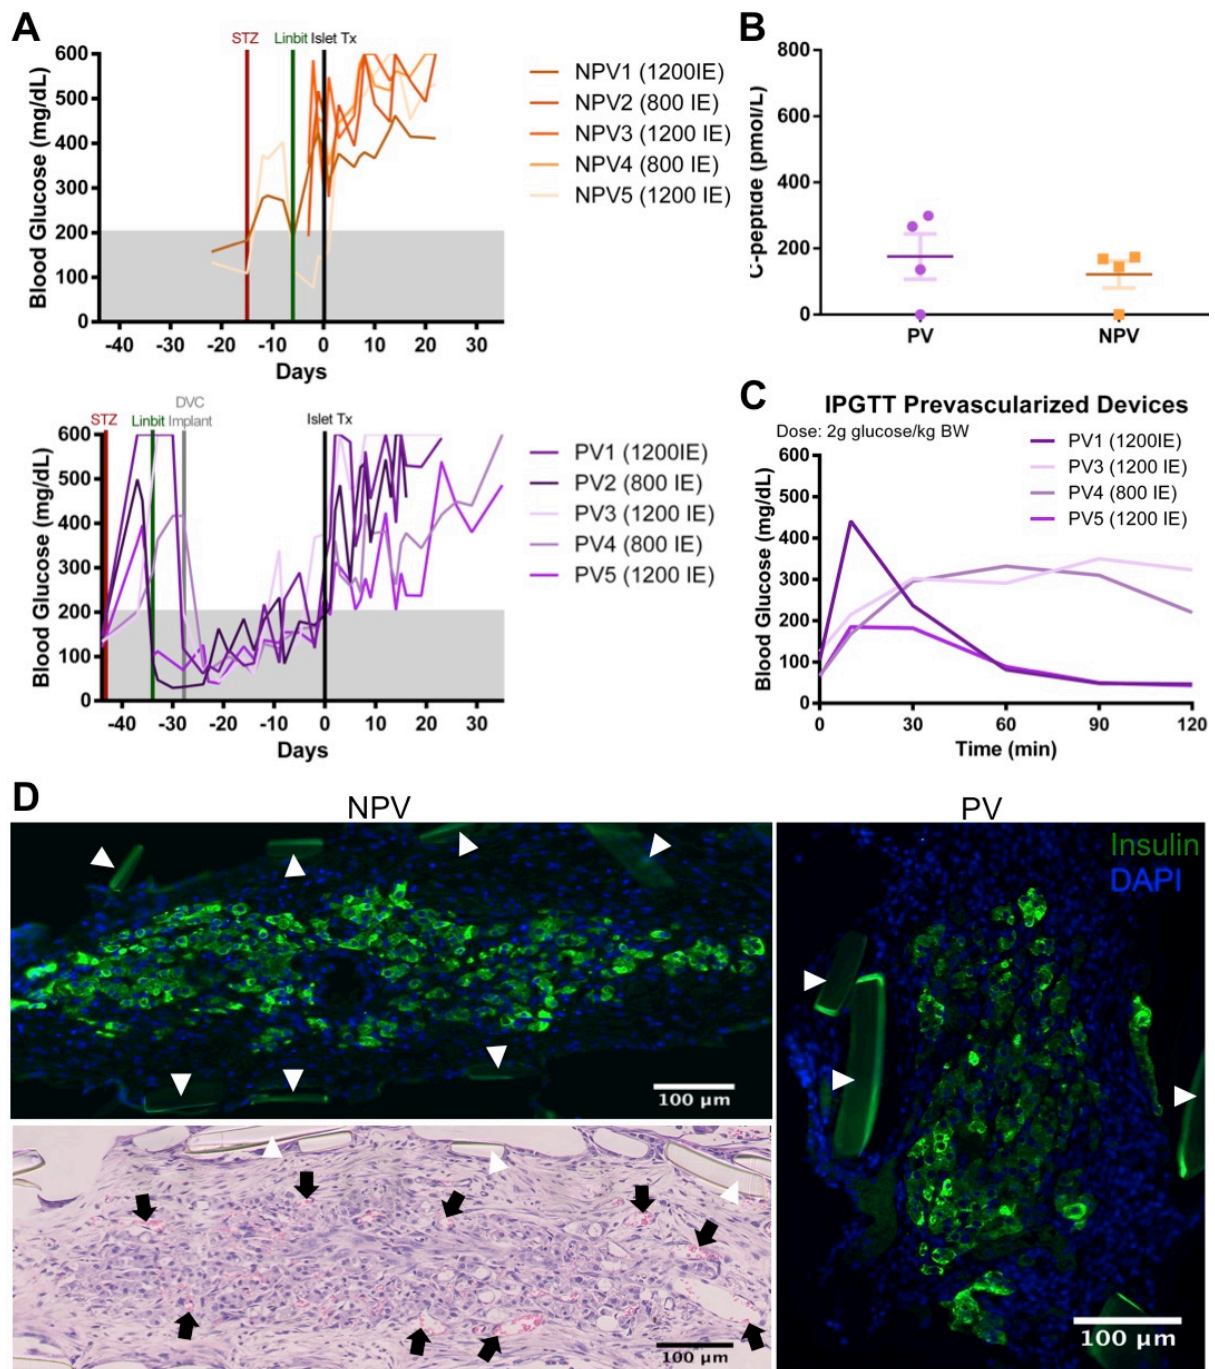 A
STZ
Linbit Islet Tx
600
500
400
300
200
100
0
Blood Glucose (mg/dL)
-40 -30 -20 -10 0 10 20 30
Days
NPV1 (1200IE)
NPV2 (800 IE)
NPV3 (1200 IE)
NPV4 (800 IE)
NPV5 (1200 IE)
B
800
600
400
200
0
C-peptide (pmol/L)
PV NPV
STZ
Linbit
DVC
Implant
Islet Tx
600
500
400
300
200
100
0
Blood Glucose (mg/dL)
-40 -30 -20 -10 0 10 20 30
Days
PV1 (1200IE)
PV2 (800 IE)
PV3 (1200 IE)
PV4 (800 IE)
PV5 (1200 IE)
C
IPGTT Prevascularized Devices
Dose: 2g glucose/kg BW
PV1 (1200IE)
PV3 (1200 IE)
PV4 (800 IE)
PV5 (1200 IE)
600
500
400
300
200
100
0
Blood Glucose (mg/dL)
0 30 60 90 120
Time (min)
D
NPV
100 µm
100 µm
PV
Insulin
DAPI
100 µm